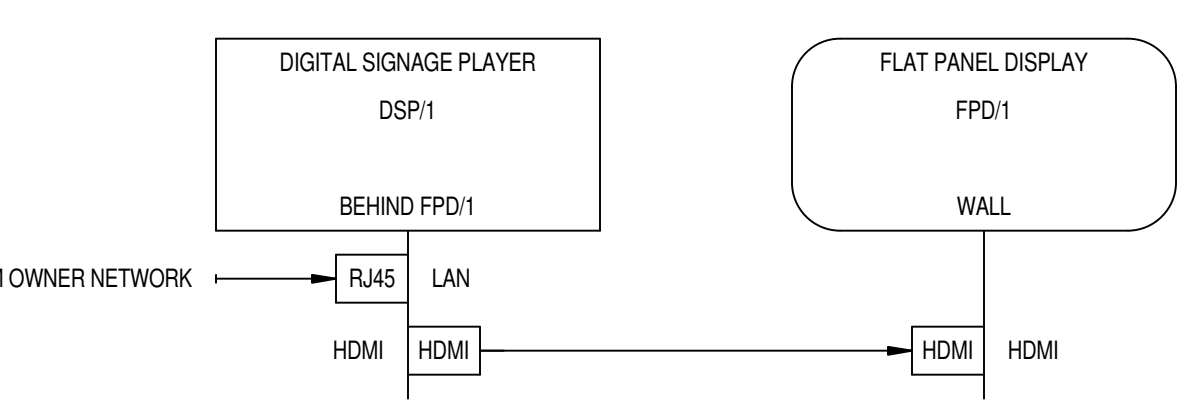 DIGITAL SIGNAGE PLAYER
DSP/1
BEHIND FPD/1
FLAT PANEL DISPLAY
FPD/1
WALL
OWNER NETWORK
RJ45
LAN
HDMI
HDMI
HDMI
HDMI